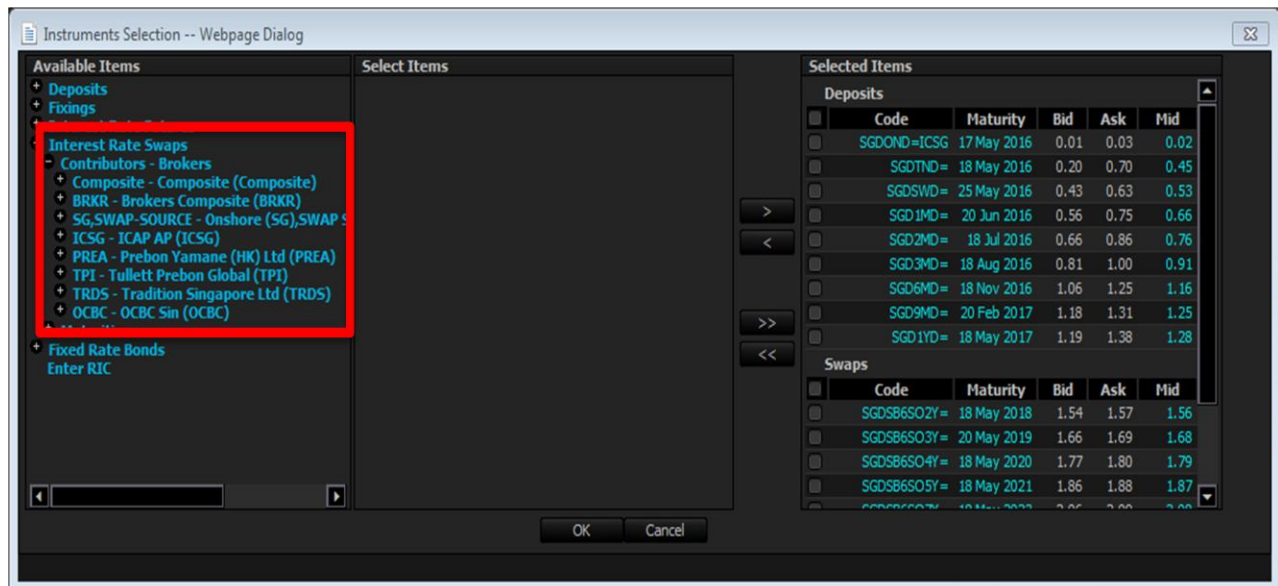 Instruments Selection -- Webpage Dialog
Available Items
Deposits
Fixings
Interest Rate Swaps
Contributors - Brokers
Composite - Composite (Composite)
BRKR - Brokers Composite (BRKR)
SG,SWAP-SOURCE - Onshore (SG),SWAP S
ICSG - ICAP AP (ICSG)
PREA - Prebon Yamane (HK) Ltd (PREA)
TPI - Tullett Prebon Global (TPI)
TRDS - Tradition Singapore Ltd (TRDS)
OCBC - OCBC Sin (OCBC)
Fixed Rate Bonds
Enter RIC
Select Items
>
<
>>
<<
Selected Items
Deposits
Code Maturity Bid Ask Mid
SGDOND=ICSG 17 May 2016 0.01 0.03 0.02
SGDTND= 18 May 2016 0.20 0.70 0.45
SGDSWD= 25 May 2016 0.43 0.63 0.53
SGD1MD= 20 Jun 2016 0.56 0.75 0.66
SGD2MD= 18 Jul 2016 0.66 0.86 0.76
SGD3MD= 18 Aug 2016 0.81 1.00 0.91
SGD6MD= 18 Nov 2016 1.06 1.25 1.16
SGD9MD= 20 Feb 2017 1.18 1.31 1.25
SGD1YD= 18 May 2017 1.19 1.38 1.28
Swaps
Code Maturity Bid Ask Mid
SGDSB6SO2Y= 18 May 2018 1.54 1.57 1.56
SGDSB6SO3Y= 20 May 2019 1.66 1.69 1.68
SGDSB6SO4Y= 18 May 2020 1.77 1.80 1.79
SGDSB6SO5Y= 18 May 2021 1.86 1.88 1.87
OK Cancel